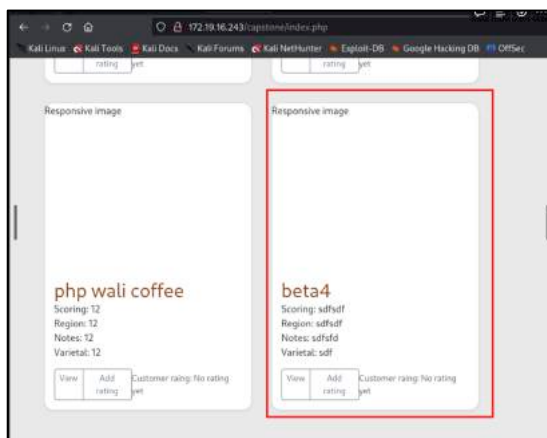 172.19.16.243/capstone/index.php
Kali Linux Kali Tools Kali Docs Kali Forums Kali NetHunter Exploit-DB Google Hacking DB OffSec
rating yet
rating yet
Responsive image
Responsive image
php wali coffee
Scoring: 12
Region: 12
Notes: 12
Varietal: 12
View Add rating Customer raing: No rating yet
beta4
Scoring: sdfsdf
Region: sdfsdf
Notes: sdfsfd
Varietal: sdf
View Add rating Customer raing: No rating yet